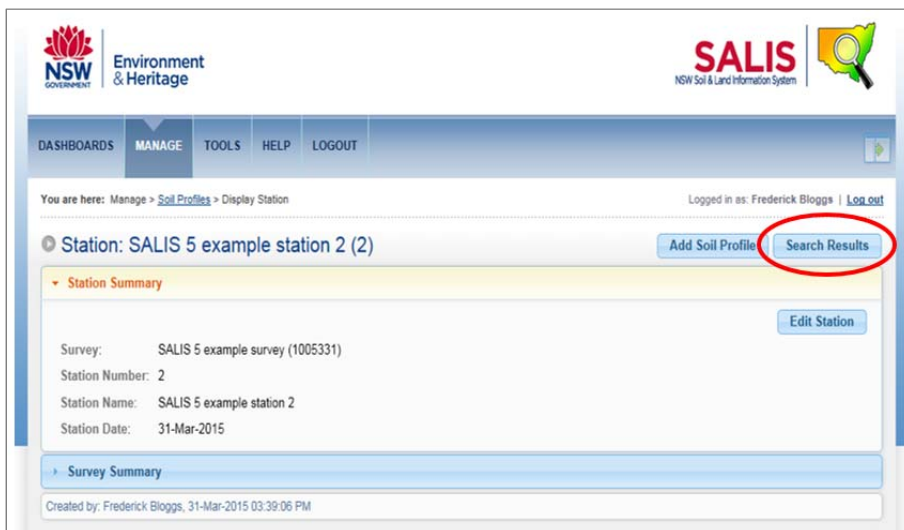 NSW
GOVERNMENT
Environment
& Heritage
SALIS
NSW Soil & Land Information System
DASHBOARDS MANAGE TOOLS HELP LOGOUT
You are here: Manage > Soil Profiles > Display Station
Logged in as: Frederick Bloggs | Log out
Station: SALIS 5 example station 2 (2)
Add Soil Profile Search Results
Station Summary
Edit Station
Survey: SALIS 5 example survey (1005331)
Station Number: 2
Station Name: SALIS 5 example station 2
Station Date: 31-Mar-2015
Survey Summary
Created by: Frederick Bloggs, 31-Mar-2015 03:39:06 PM